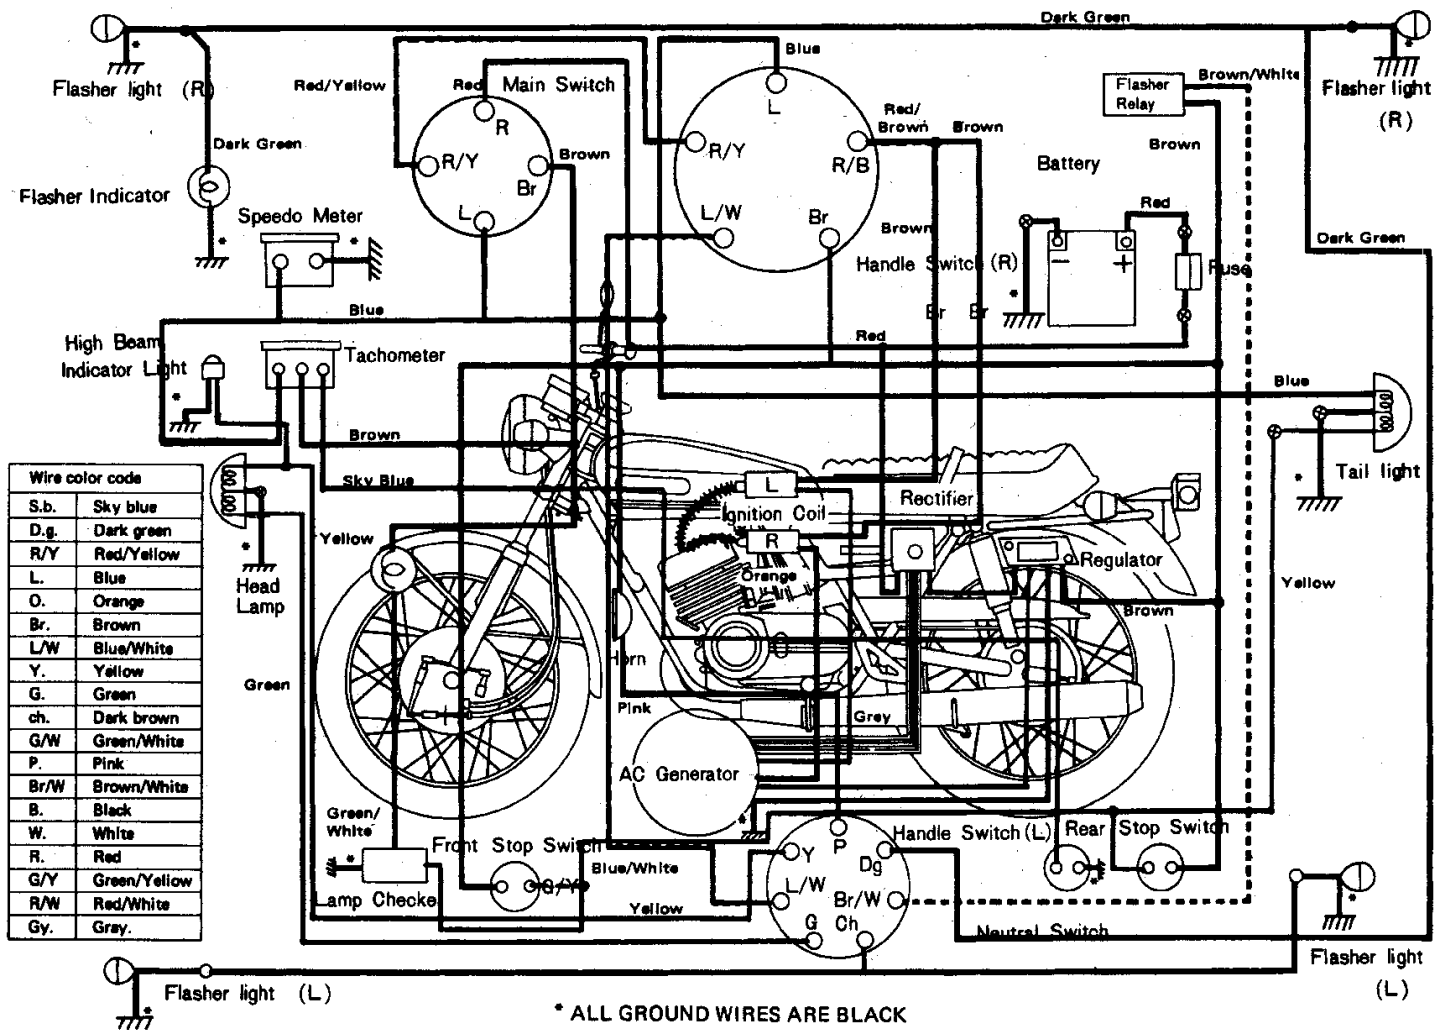 Dark Green
Blue
Flasher light (R)
Red/Yellow
Red
Main Switch
Flasher
Relay
Brown/White
Flasher light
(R)
L
R
Red/
Brown
Brown
Dark Green
R/Y
Brown
R/Y
R/B
Battery
Brown
Flasher Indicator
Br
Speedo Meter
L
L/W
Br
Brown
Red
Dark Green
Handle Switch (R)
Fuse
Blue
Br
Br
High Beam
Indicator Light
Tachometer
Red
Blue
Brown
Tail light
Sky Blue
L
Rectifier
Ignition Coil
R
Yellow
Orange
Regulator
Head
Lamp
Yellow
Brown
Wire color code
S.b. Sky blue
D.g. Dark green
R/Y Red/Yellow
L. Blue
O. Orange
Br. Brown
L/W Blue/White
Y. Yellow
G. Green
ch. Dark brown
G/W Green/White
P. Pink
Br/W Brown/White
B. Black
W. White
R. Red
G/Y Green/Yellow
R/W Red/White
Gy. Gray.
Green
Horn
Pink
Grey
AC Generator
Green/
White
Front Stop Switch
Handle Switch (L)
Rear Stop Switch
P
Y
Dg
Blue/White
G/Y
L/W
Br/W
Lamp Checke
Yellow
G
Ch
Neutral Switch
Flasher light
(L)
Flasher light (L)
* ALL GROUND WIRES ARE BLACK